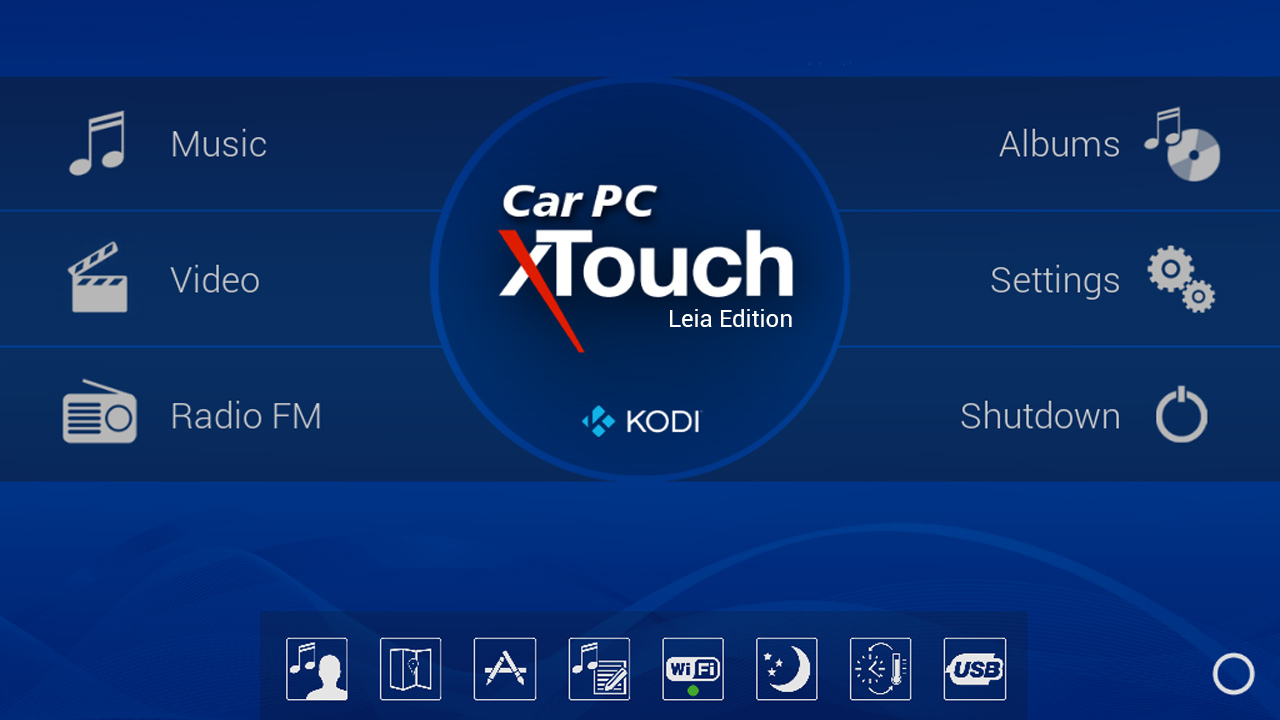 Music
Video
Radio FM
Car PC
XTouch
Leia Edition
KODI
Albums
Settings
Shutdown
Wi Fi
USB